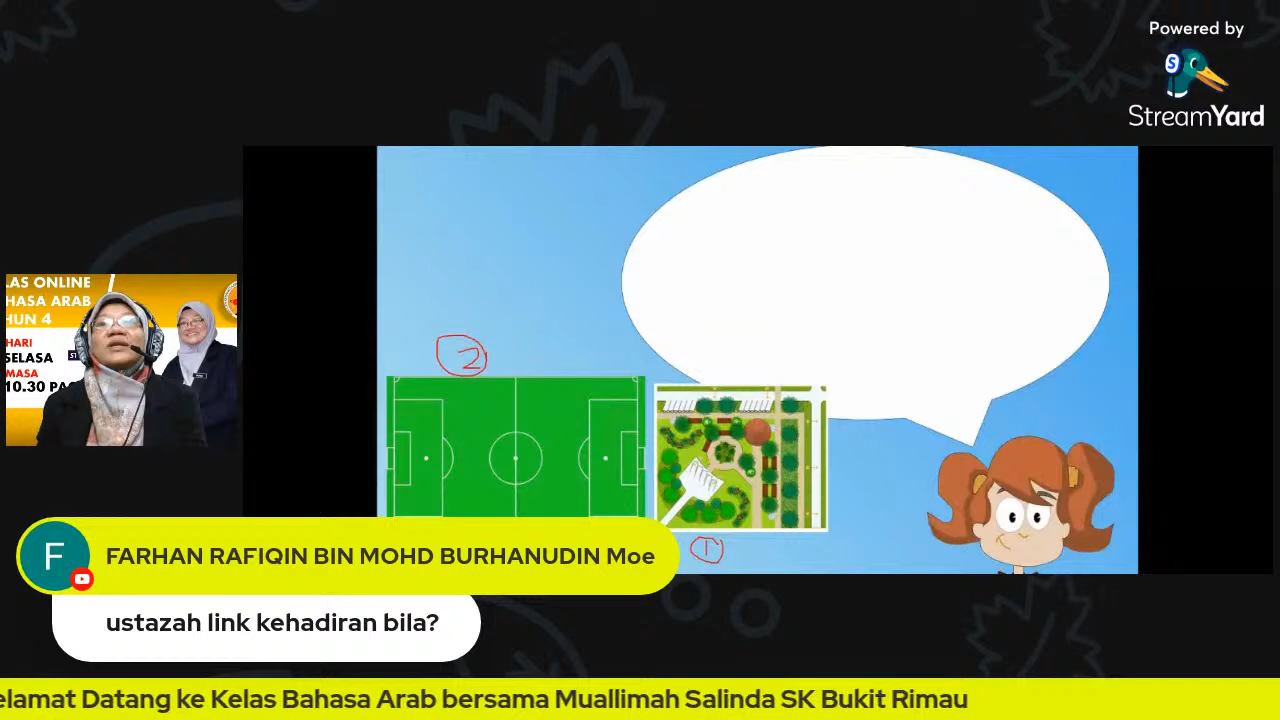 Powered by
StreamYard
LAS ONLINE
HASA ARAB
HUN 4
HARI
SELASA
MASA
10.30 PA
2
1
F
FARHAN RAFIQIN BIN MOHD BURHANUDIN Moe
ustazah link kehadiran bila?
elamat Datang ke Kelas Bahasa Arab bersama Muallimah Salinda SK Bukit Rimau